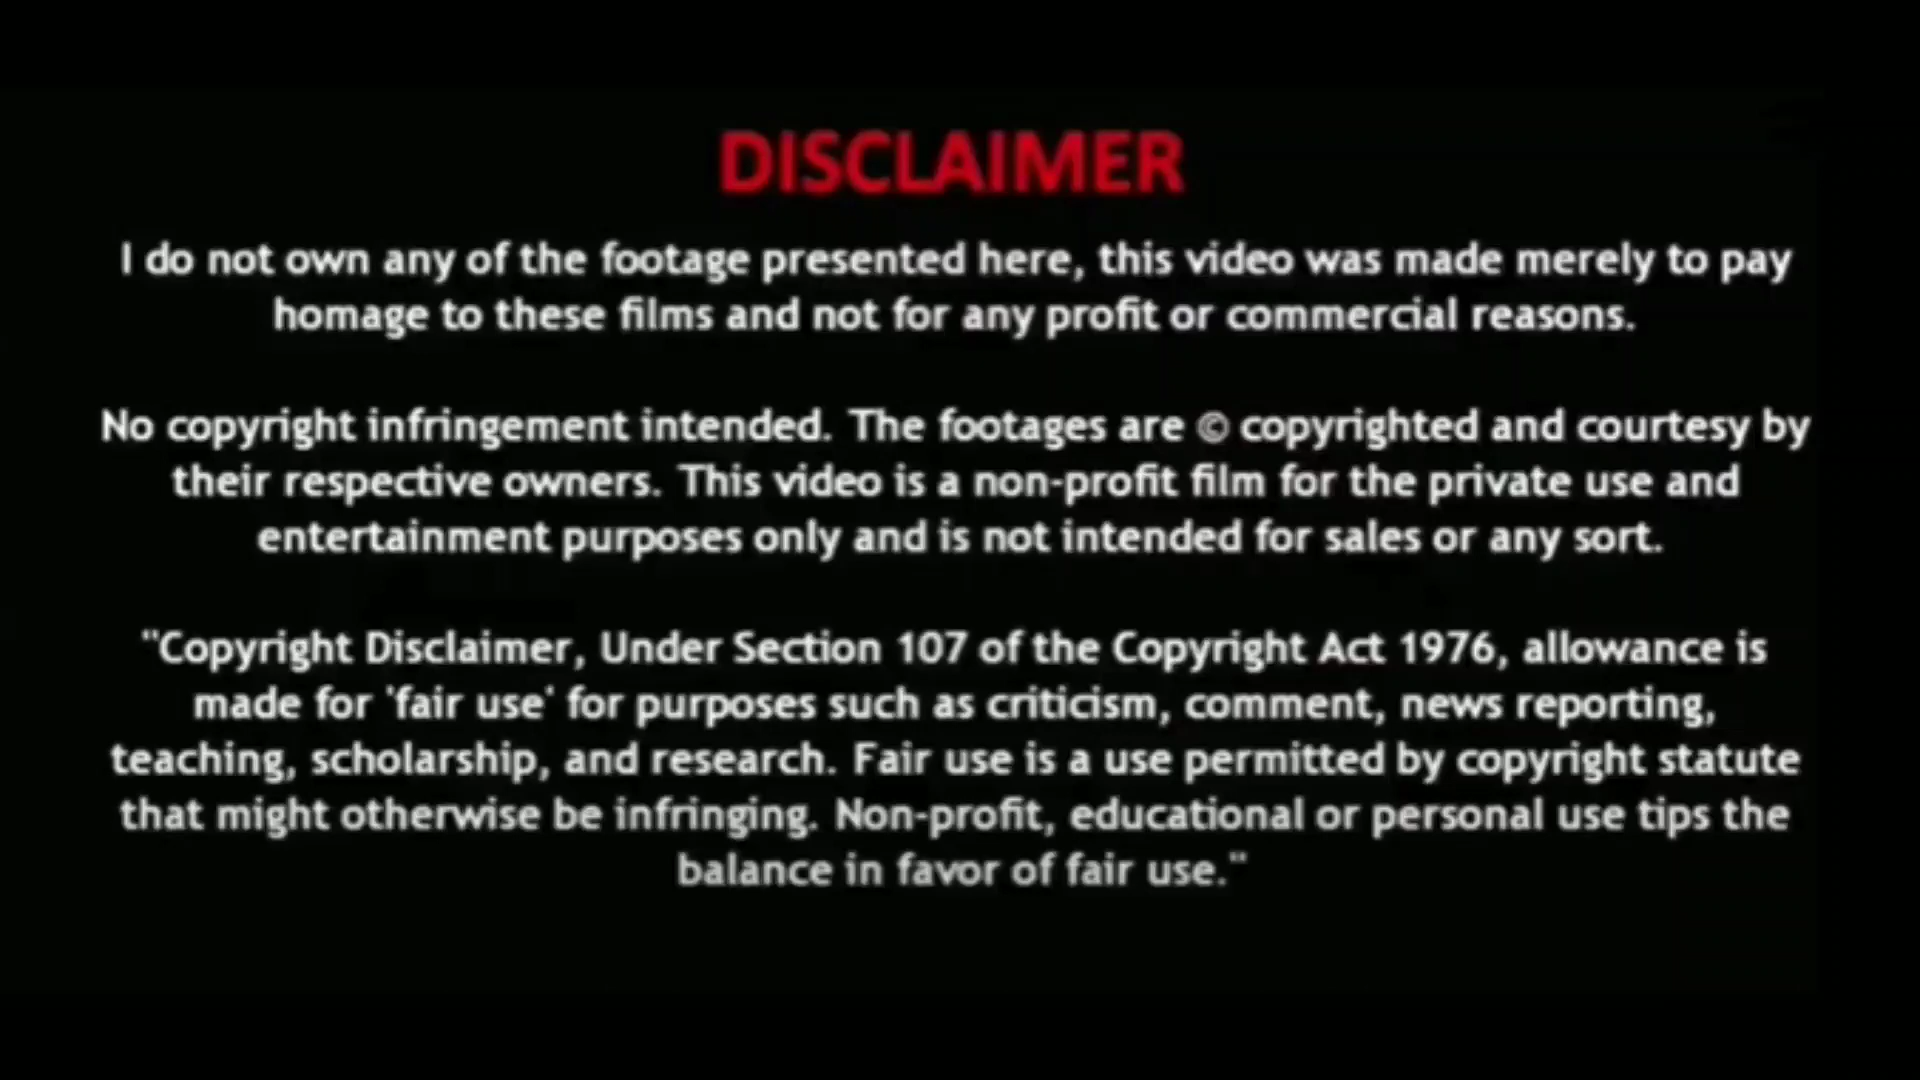 DISCLAIMER
I do not own any of the footage presented here, this video was made merely to pay
homage to these films and not for any profit or commercial reasons.
No copyright infringement intended. The footages are © copyrighted and courtesy by
their respective owners. This video is a non-profit film for the private use and
entertainment purposes only and is not intended for sales or any sort.
"Copyright Disclaimer, Under Section 107 of the Copyright Act 1976, allowance is
made for 'fair use' for purposes such as criticism, comment, news reporting,
teaching, scholarship, and research. Fair use is a use permitted by copyright statute
that might otherwise be infringing. Non-profit, educational or personal use tips the
balance in favor of fair use."